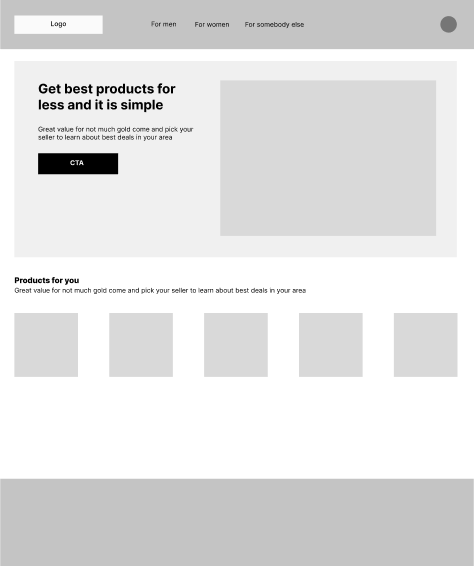 Logo
For men
For women
For somebody else
Get best products for
less and it is simple
Great value for not much gold come and pick your
seller to learn about best deals in your area
CTA
Products for you
Great value for not much gold come and pick your seller to learn about best deals in your area